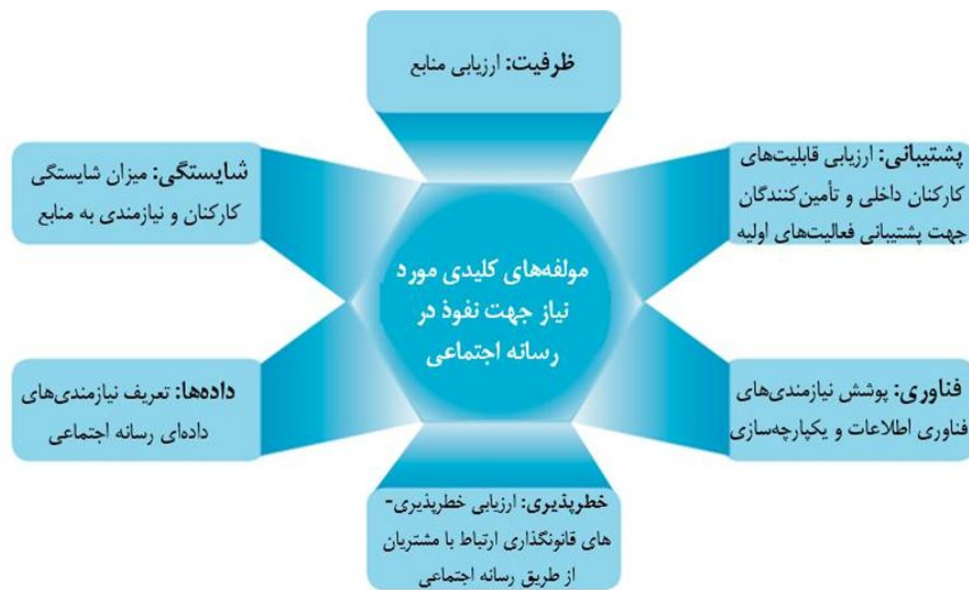 ظرفیت: ارزیابی منابع
پشتیبانی: ارزیابی قابلیت‌های
کارکنان داخلی و تأمین‌کنندگان
جهت پشتیبانی فعالیت‌های اولیه
فناوری: پوشش نیازمندی‌های
فناوری اطلاعات و یکپارچه‌سازی
خطرپذیری: ارزیابی خطرپذیری-
های قانونگذاری ارتباط با مشتریان
از طریق رسانه اجتماعی
داده‌ها: تعریف نیازمندی‌های
داده‌ای رسانه اجتماعی
شایستگی: میزان شایستگی
کارکنان و نیازمندی به منابع
مولفه‌های کلیدی مورد
نیاز جهت نفوذ در
رسانه اجتماعی